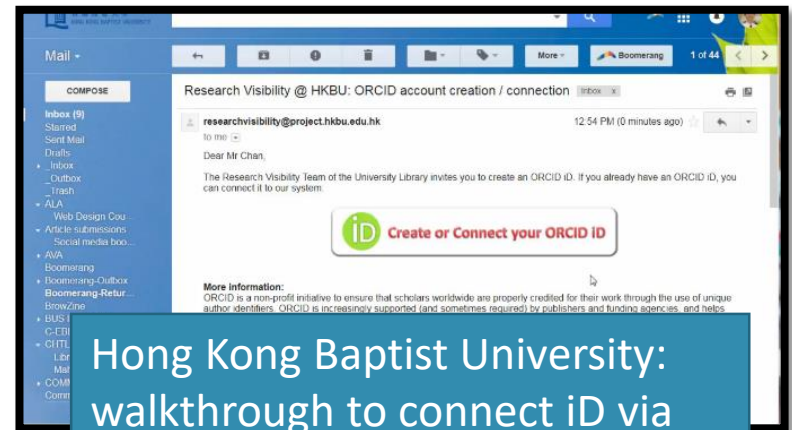 HONG KONG BAPTIST UNIVERSITY
Mail
More
Boomerang
1 of 44
COMPOSE
Inbox (9)
Starred
Sent Mail
Drafts
_Inbox
_Outbox
_Trash
ALA
Web Design Cou...
Article submissions
Social media boo...
AVA
Boomerang
Boomerang-Outbox
Boomerang-Retur...
BrowZine
Research Visibility @ HKBU: ORCID account creation / connection
Inbox x
researchvisibility@project.hkbu.edu.hk
12:54 PM (0 minutes ago)
to me
Dear Mr Chan,
The Research Visibility Team of the University Library invites you to create an ORCID iD. If you already have an ORCID iD, you
can connect it to our system.
iD Create or Connect your ORCID iD
More information:
ORCID is a non-profit initiative to ensure that scholars worldwide are properly credited for their work through the use of unique
author identifiers. ORCID is increasingly supported (and sometimes required) by publishers and funding agencies, and helps
Hong Kong Baptist University:
walkthrough to connect iD via